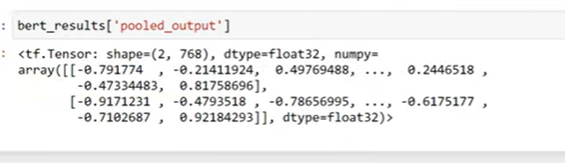 : bert_results['pooled_output']
: <tf.Tensor: shape=(2, 768), dtype=float32, numpy=
array([[-0.791774 , -0.21411924, 0.49769488, ..., 0.2446518 ,
-0.47334483, 0.81758696],
[-0.9171231 , -0.4793518 , -0.78656995, ..., -0.6175177 ,
-0.7102687 , 0.92184293]], dtype=float32)>